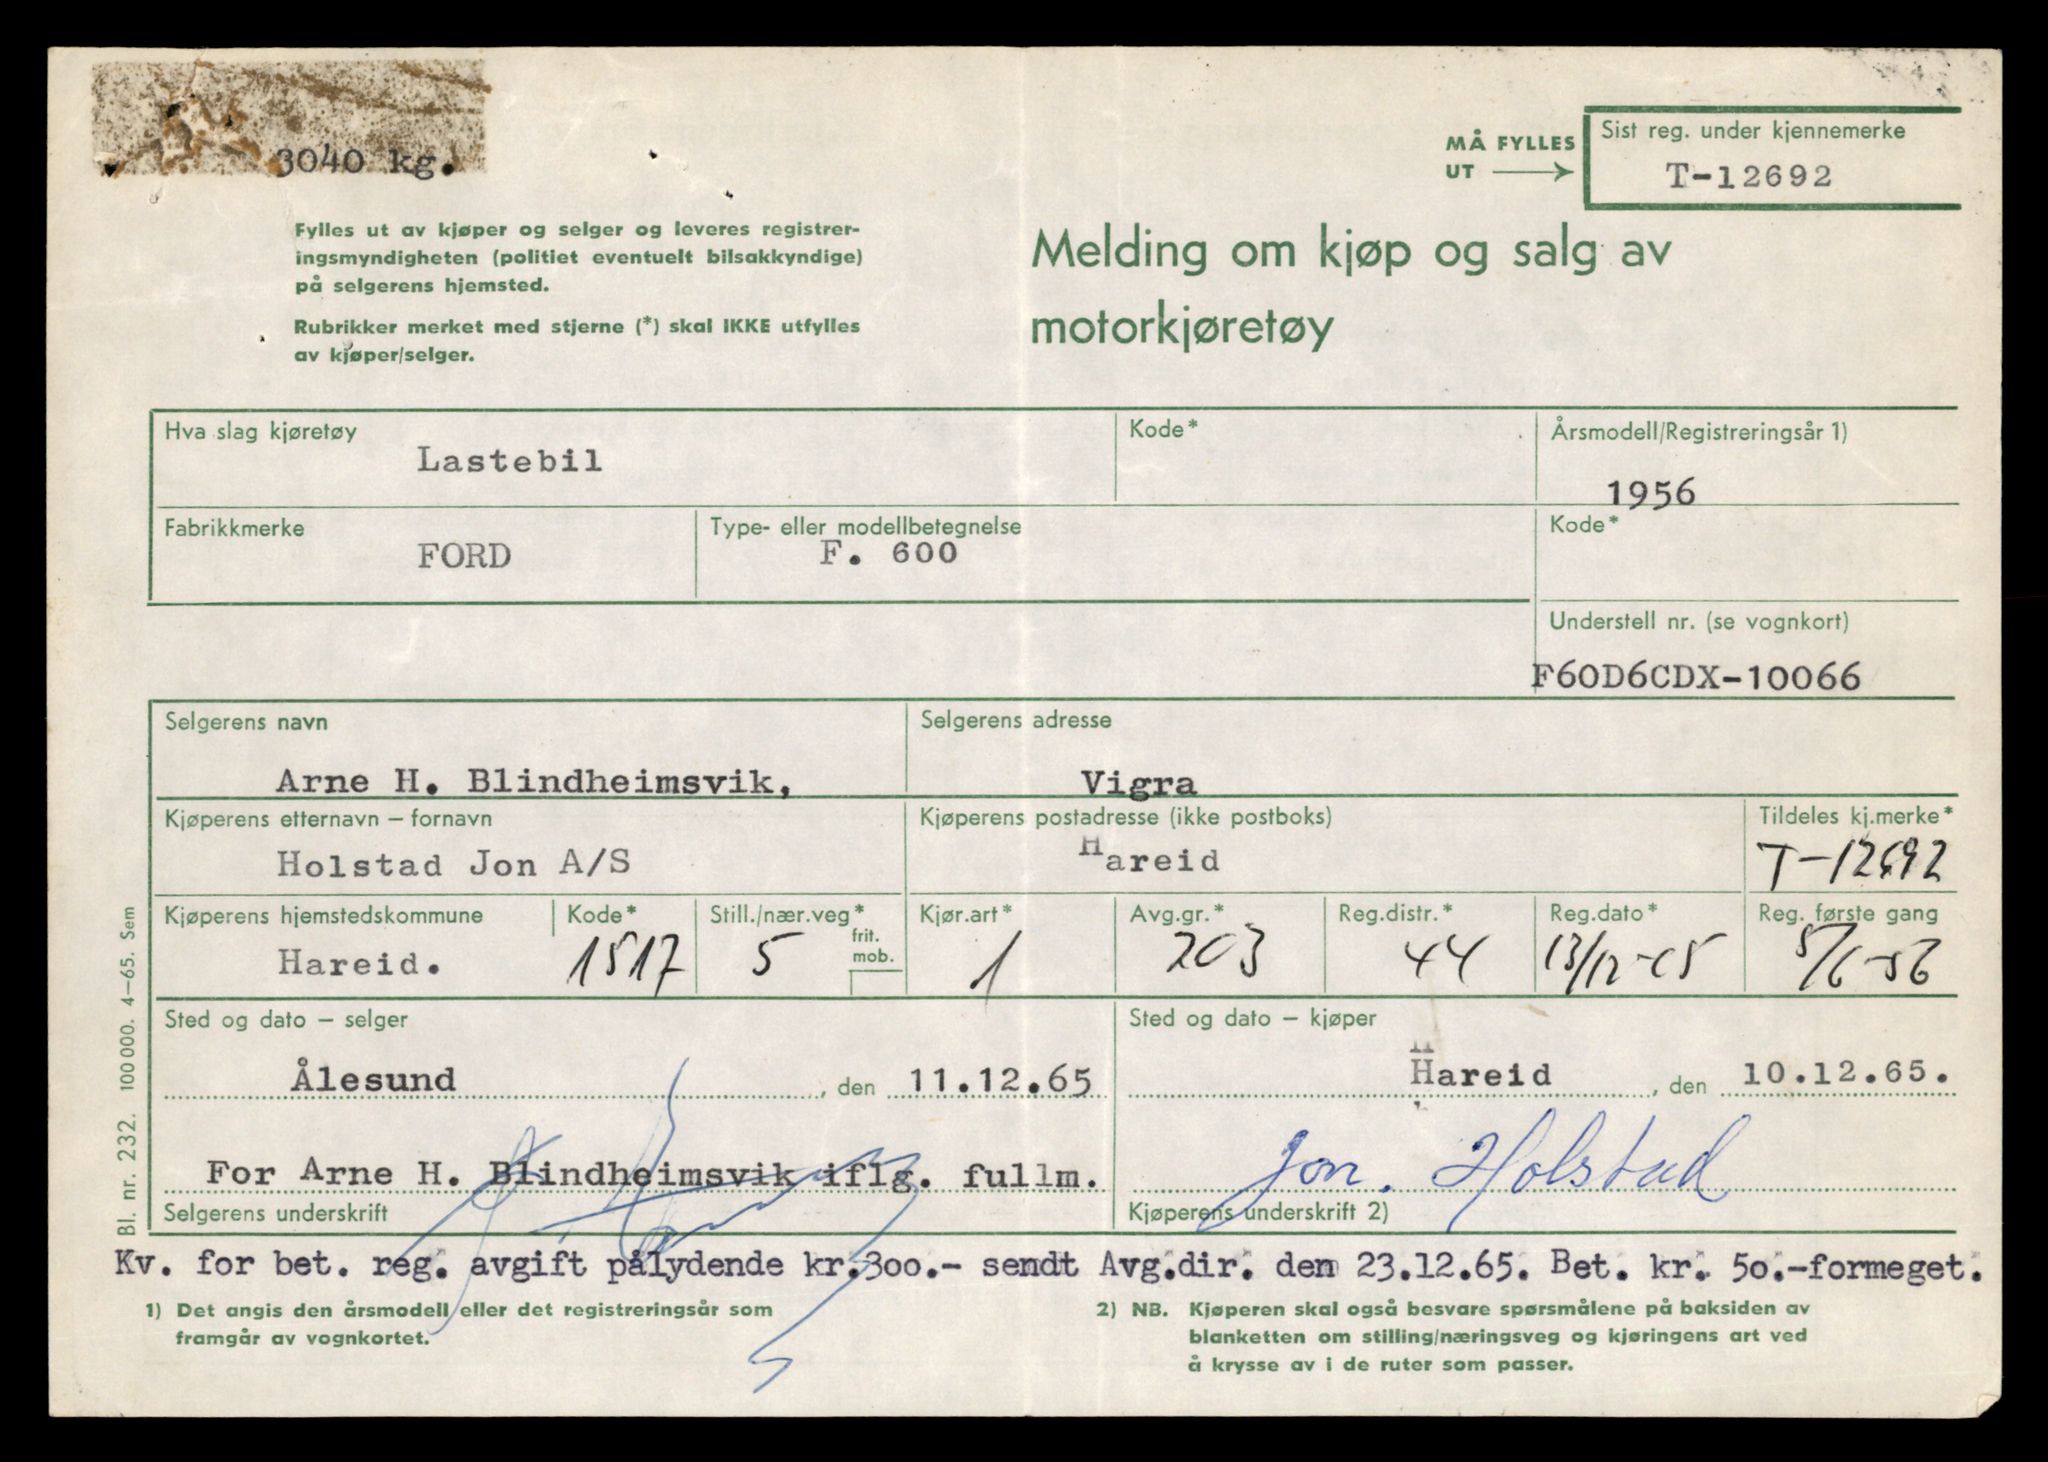 3040 kg.
MÅ FYLLES
UT
Sist reg. under kjennemerke
T-12692
Fylles ut av kjøper og selger og leveres registrer-
ingsmyndigheten (politiet eventuelt bilsakkyndige)
på selgerens hjemsted.
Rubrikker merket med stjerne (*) skal IKKE utfylles
av kjøper/selger.
Melding om kjøp og salg av
motorkjøretøy
Hva slag kjøretøy
Lastebil
Kode*
Årsmodell/Registreringsår 1)
1956
Fabrikkmerke
FORD
Type- eller modellbetegnelse
F. 600
Kode*
Understell nr. (se vognkort)
F60D6CDX-10066
Selgerens navn
Arne H. Blindheimsvik,
Selgerens adresse
Vigra
Kjøperens etternavn – fornavn
Holstad Jon A/S
Kjøperens postadresse (ikke postboks)
Hareid
Tildeles kj.merke*
T-12692
Kjøperens hjemstedskommune
Hareid.
Kode*
1517
Still./nær.veg*
5
frit.
mob.
Kjør.art*
1
Avg.gr.*
203
Reg.distr.*
44
Reg.dato*
13/12-65
Reg. første gang
5/6-56
Sted og dato – selger
Ålesund, den 11.12.65
Sted og dato – kjøper
Hareid, den 10.12.65.
For Arne H. Blindheimsvik iflg. fullm.
Selgerens underskrift
Jon. Holstad
Kjøperens underskrift 2)
Kv. for bet. reg. avgift pålydende kr.300.- sendt Avg.dir. den 23.12.65. Bet. kr. 50.-formeget.
1) Det angis den årsmodell eller det registreringsår som
framgår av vognkortet.
2) NB. Kjøperen skal også besvare spørsmålene på baksiden av
blanketten om stilling/næringsveg og kjøringens art ved
å krysse av i de ruter som passer.
Bl. nr. 232. 100 000. 4–65. Sem